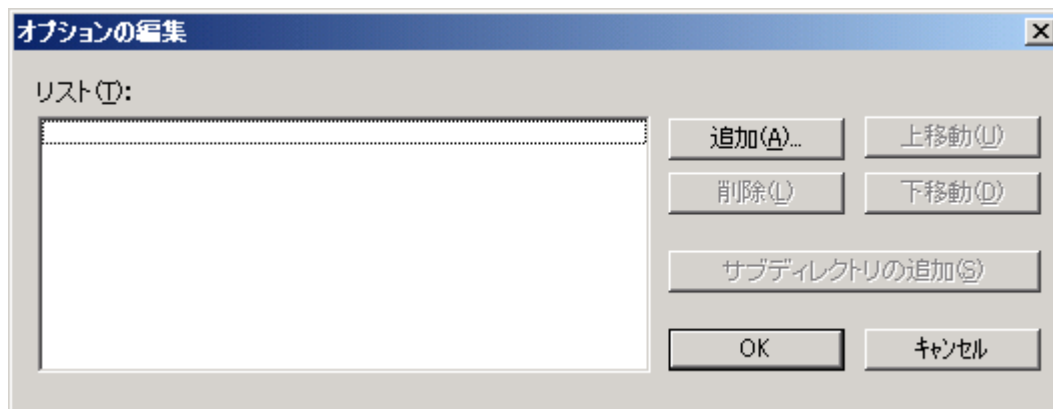 オプションの編集
リスト(T):
追加(A)...
上移動(U)
削除(L)
下移動(D)
サブディレクトリの追加(S)
OK
キャンセル